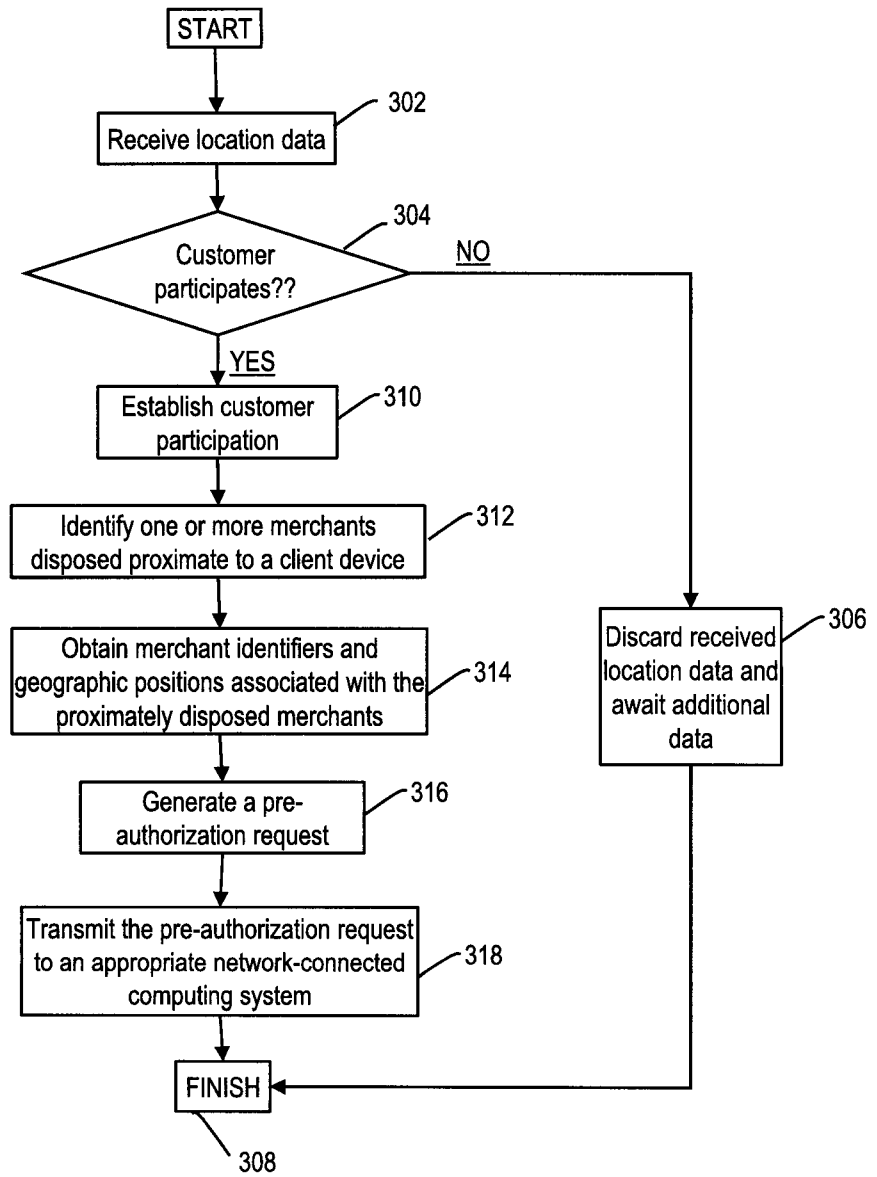 START
302
Receive location data
304
Customer
participates??
NO
YES
310
Establish customer
participation
312
Identify one or more merchants
disposed proximate to a client device
306
Discard received
location data and
await additional
data
314
Obtain merchant identifiers and
geographic positions associated with the
proximately disposed merchants
316
Generate a pre-
authorization request
318
Transmit the pre-authorization request
to an appropriate network-connected
computing system
FINISH
308